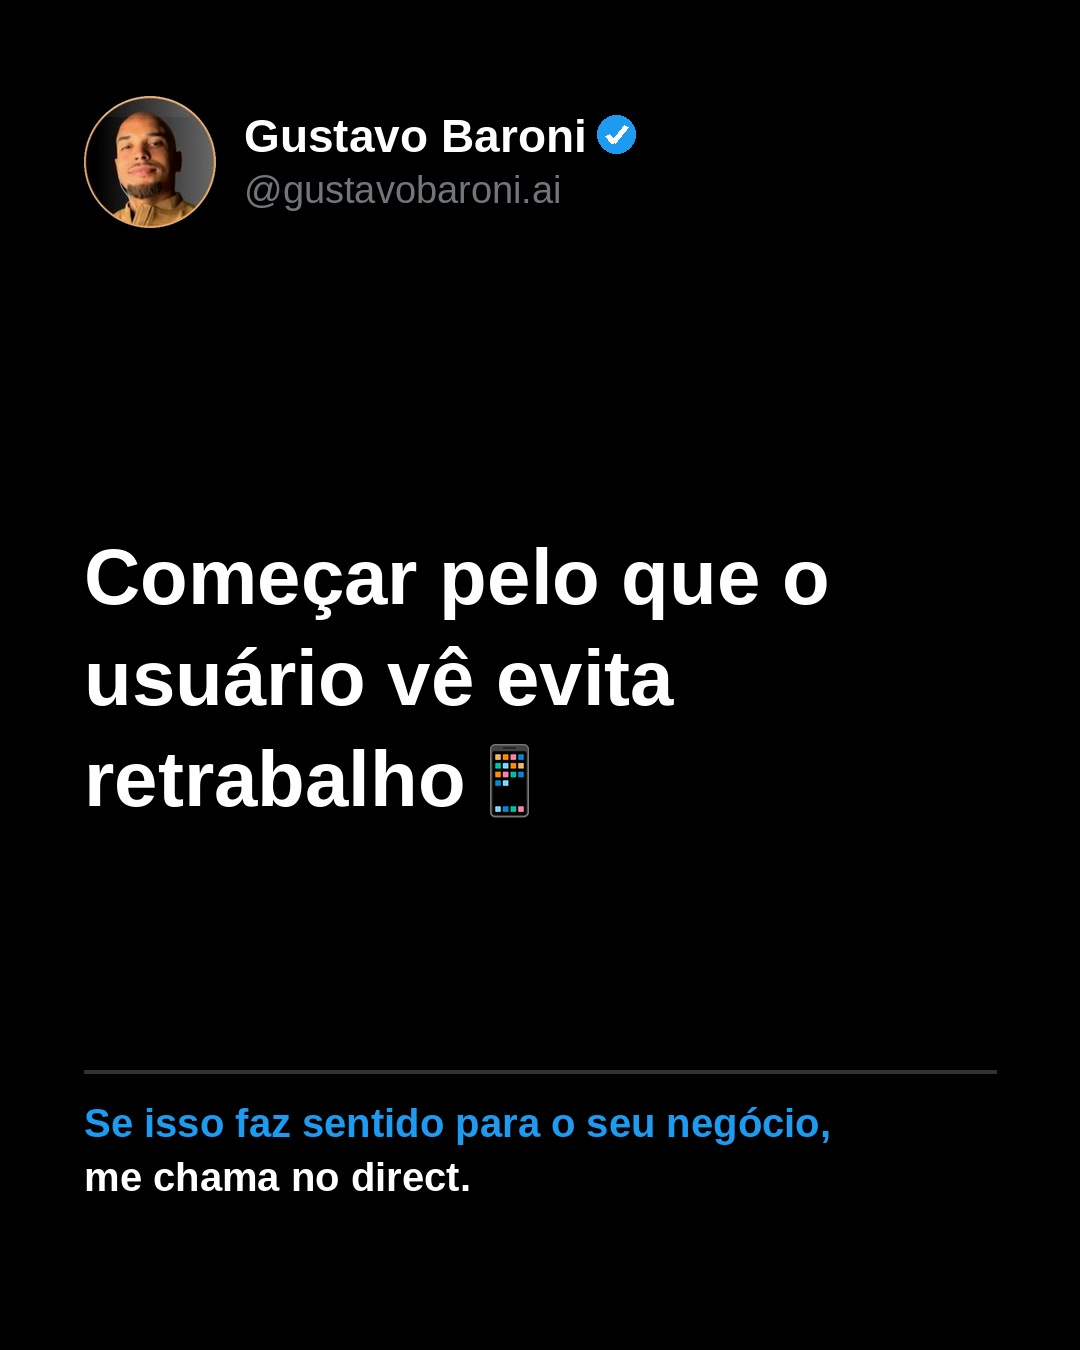 Gustavo Baroni
@gustavobaroni.ai
Começar pelo que o
usuário vê evita
retrabalho 📱
Se isso faz sentido para o seu negócio,
me chama no direct.